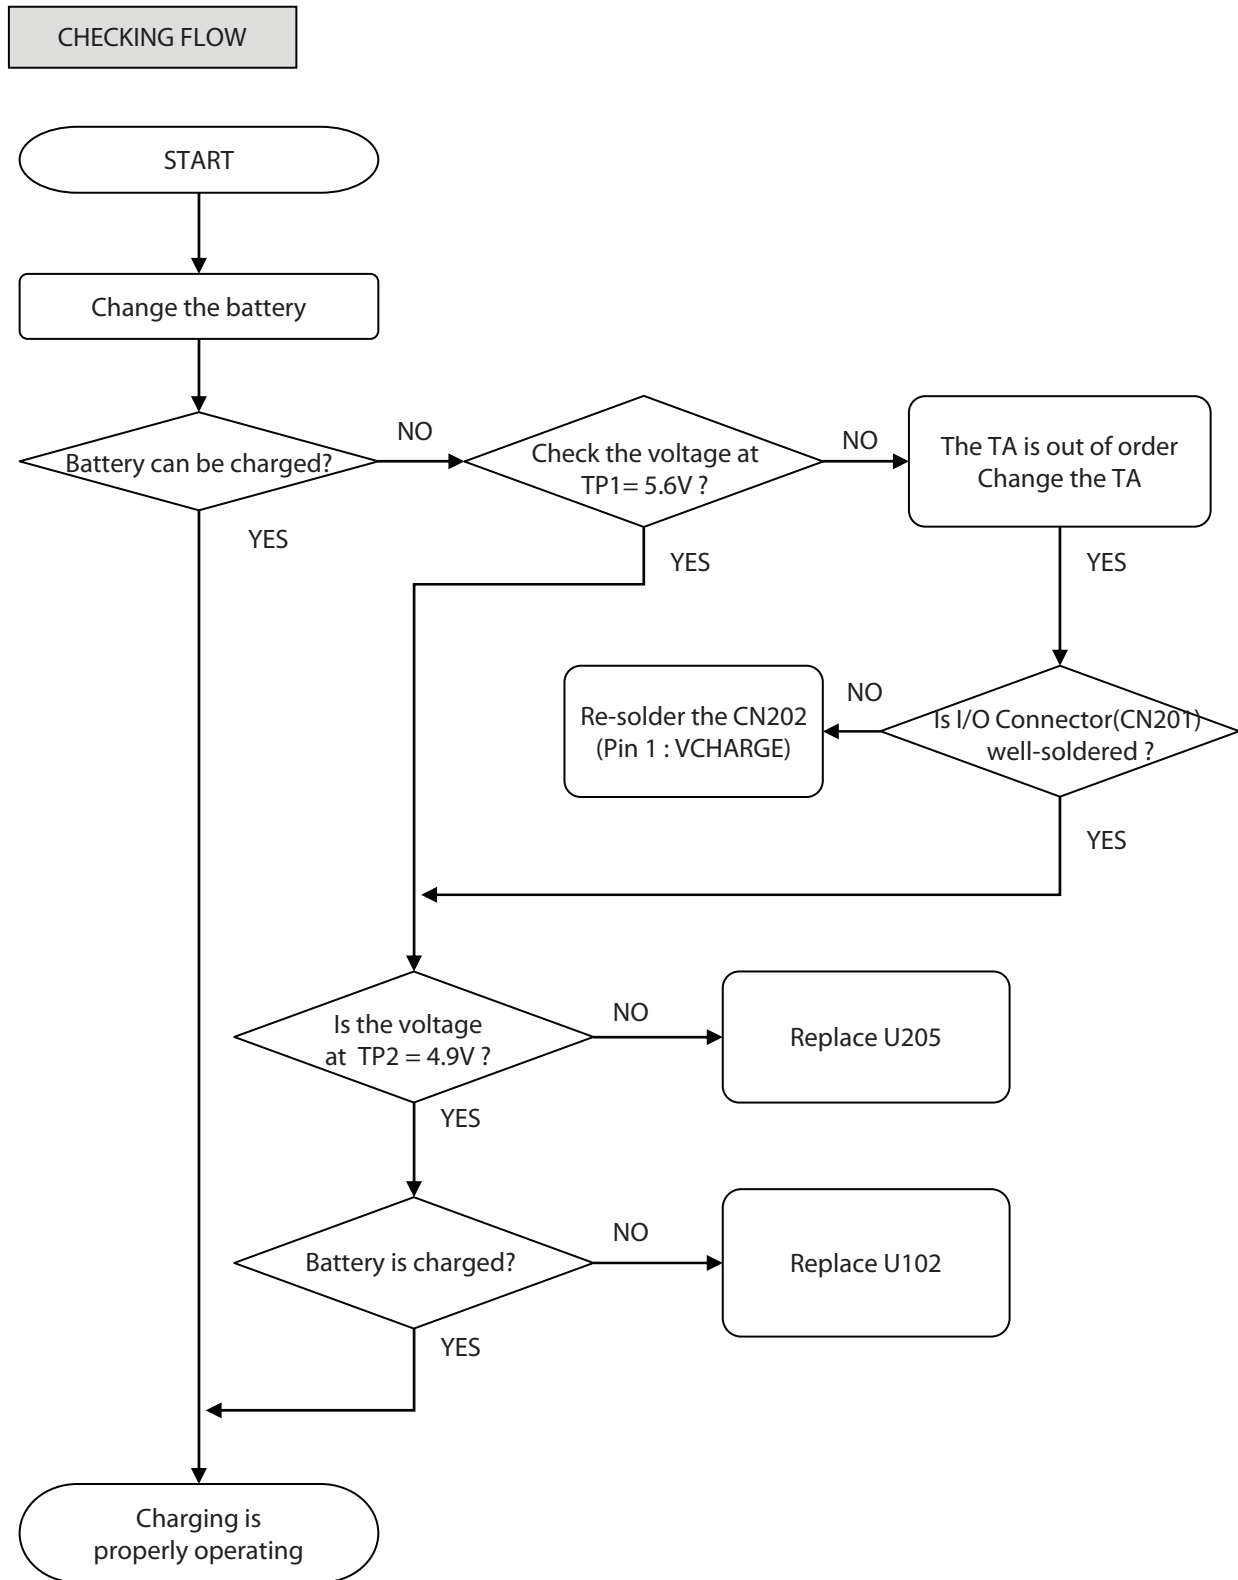 CHECKING FLOW
START
Change the battery
Battery can be charged?
NO
YES
Check the voltage at
TP1= 5.6V ?
NO
YES
The TA is out of order
Change the TA
YES
Is I/O Connector(CN201)
well-soldered ?
NO
Re-solder the CN202
(Pin 1 : VCHARGE)
YES
Is the voltage
at TP2 = 4.9V ?
NO
Replace U205
YES
Battery is charged?
NO
Replace U102
YES
Charging is
properly operating